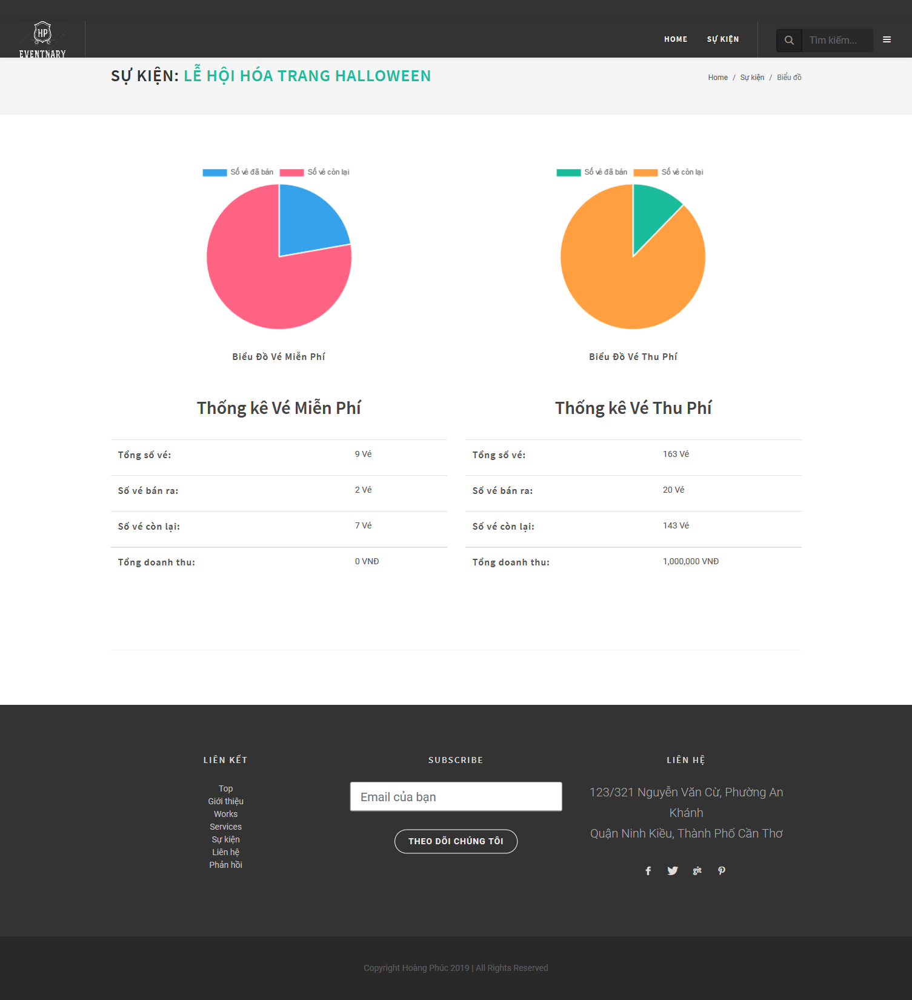 HP
EVENTNARY
HOME
SỰ KIỆN
Tìm kiếm...
SỰ KIỆN: LỄ HỘI HÓA TRANG HALLOWEEN
Home / Sự kiện / Biểu đồ
Số vé đã bán Số vé còn lại
Biểu Đồ Vé Miễn Phí
Số vé đã bán Số vé còn lại
Biểu Đồ Vé Thu Phí
Thống kê Vé Miễn Phí
Tổng số vé: 9 Vé
Số vé bán ra: 2 Vé
Số vé còn lại: 7 Vé
Tổng doanh thu: 0 VNĐ
Thống kê Vé Thu Phí
Tổng số vé: 163 Vé
Số vé bán ra: 20 Vé
Số vé còn lại: 143 Vé
Tổng doanh thu: 1,000,000 VNĐ
LIÊN KẾT
Top
Giới thiệu
Works
Services
Sự kiện
Liên hệ
Phản hồi
SUBSCRIBE
Email của bạn
THEO DÕI CHÚNG TÔI
LIÊN HỆ
123/321 Nguyễn Văn Cừ, Phường An
Khánh
Quận Ninh Kiều, Thành Phố Cần Thơ
git
Copyright Hoàng Phúc 2019 | All Rights Reserved